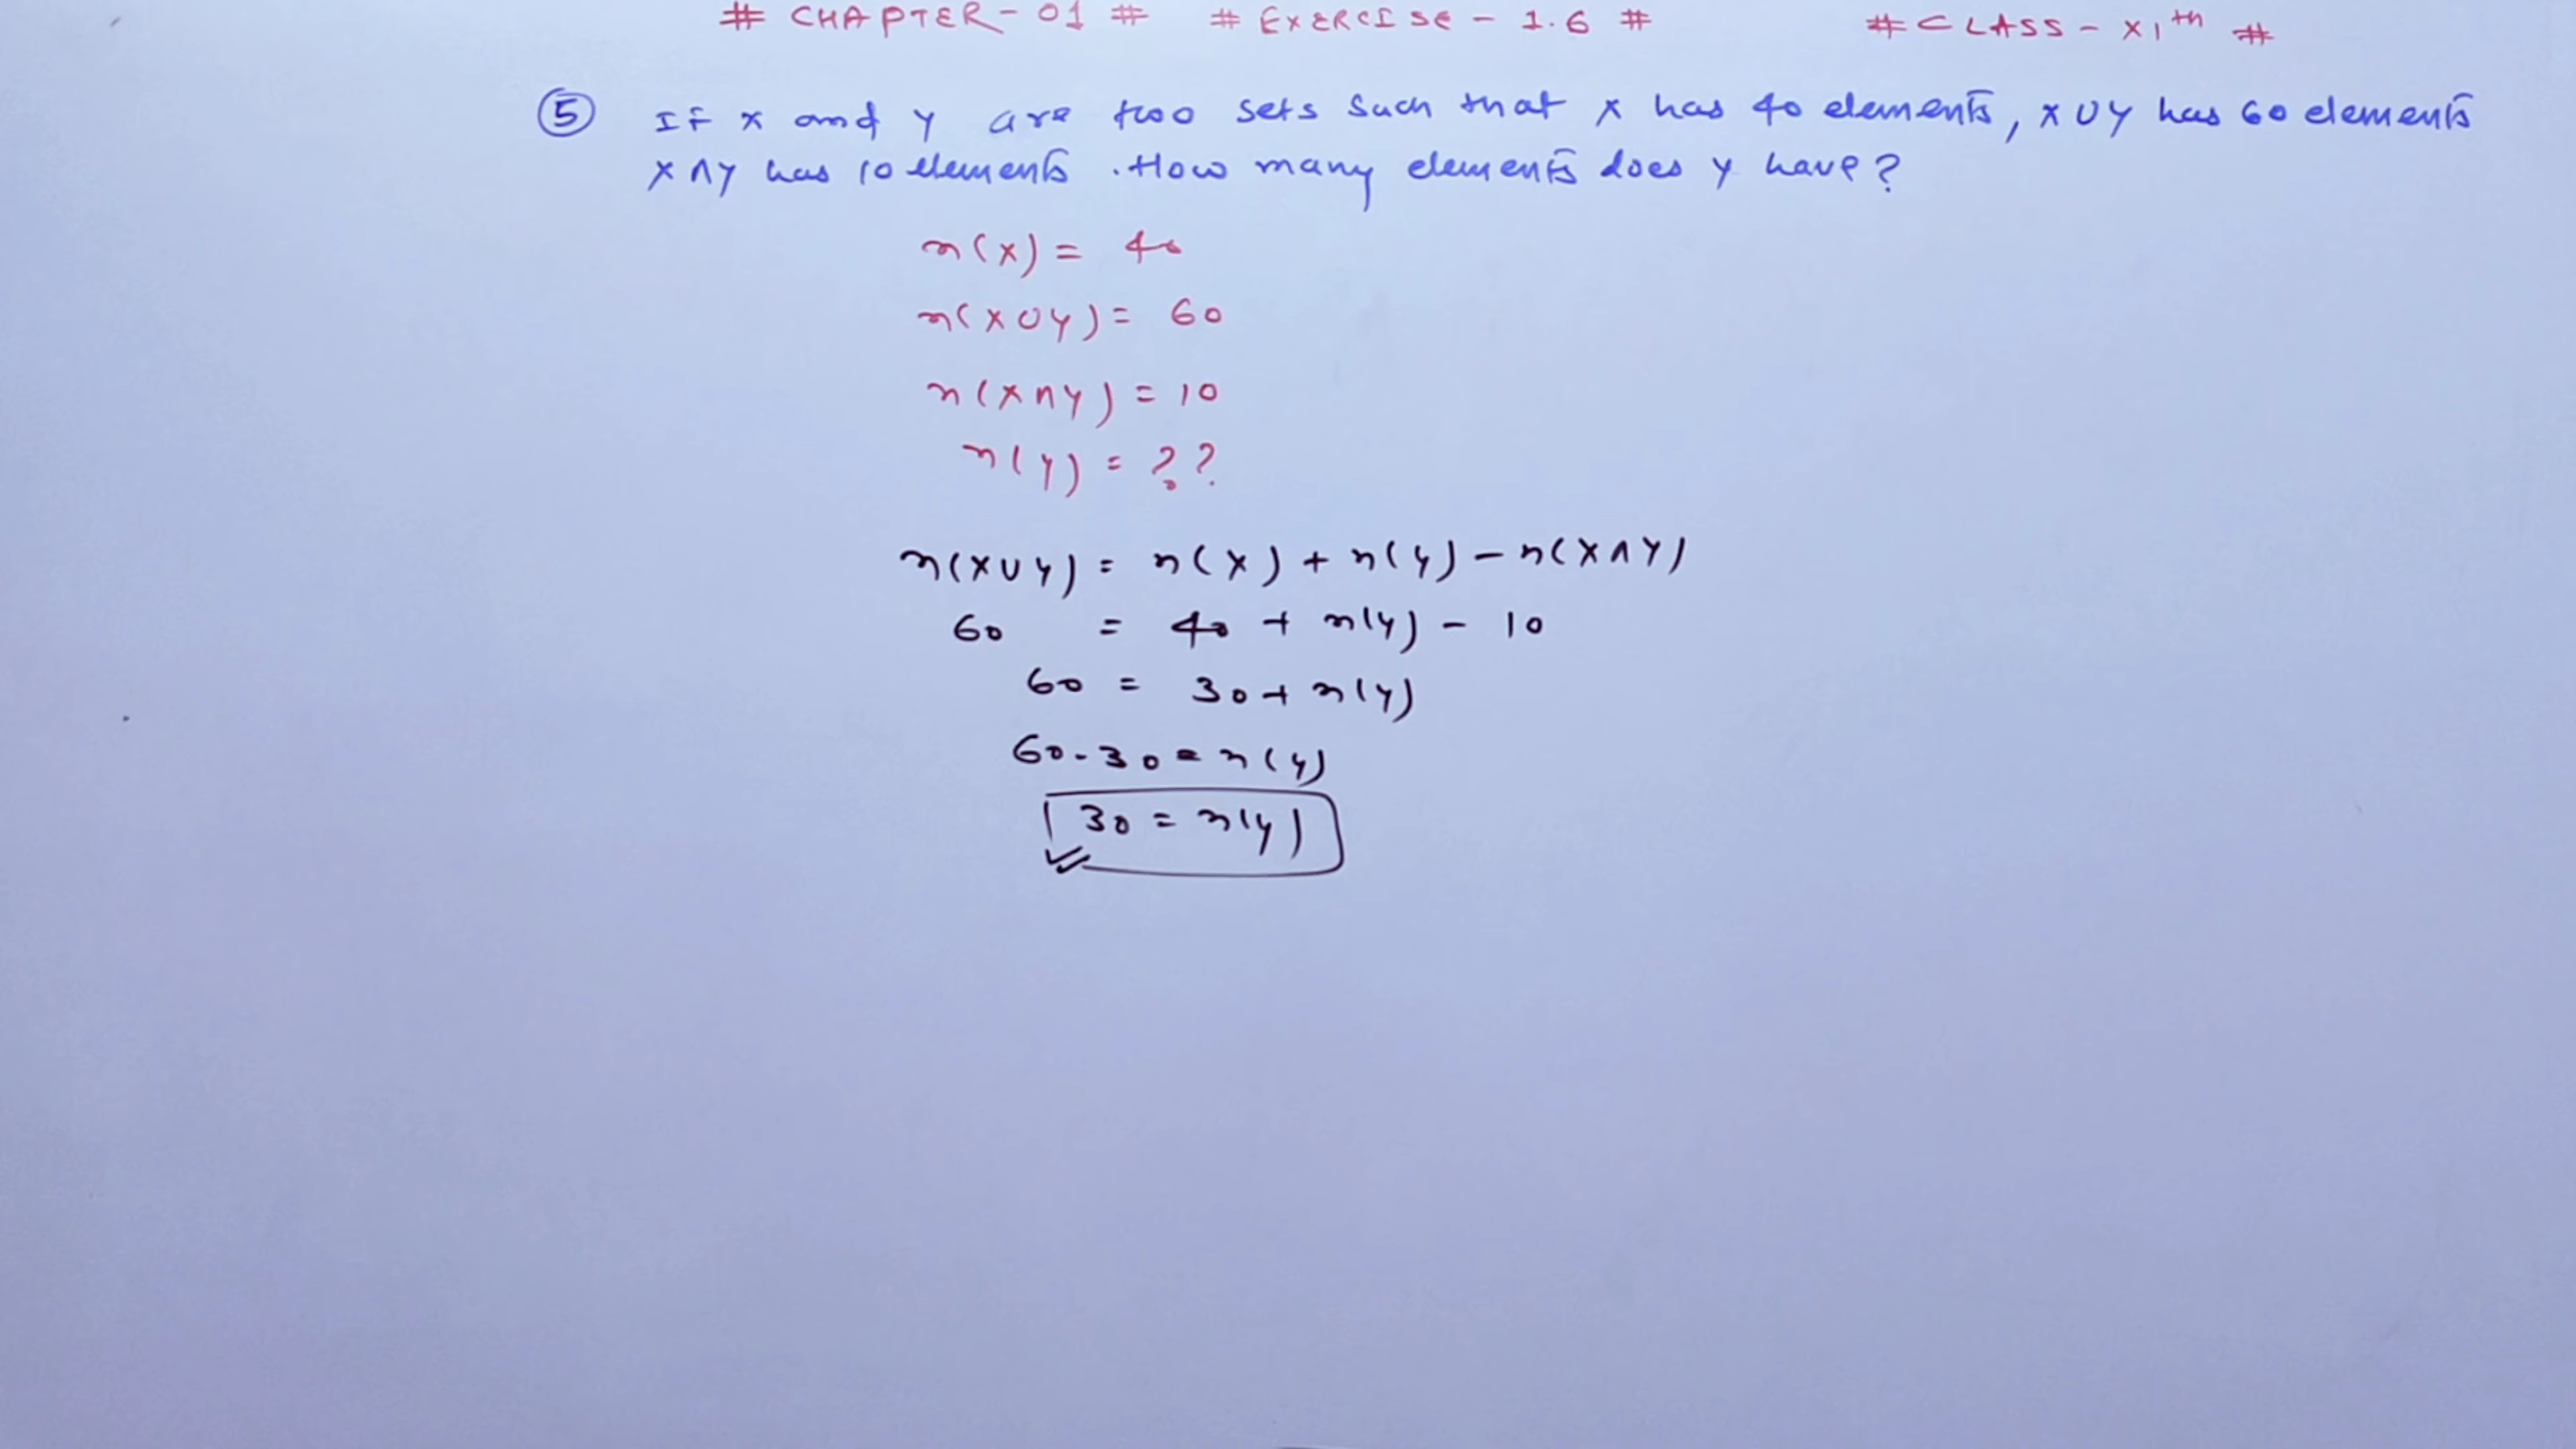 # CHAPTER - 01 # # EXERCISE - 1.6 # # CLASS - XIth #
5 If x and y are two sets such that x has 40 elements, x ∪ y has 60 elements
x ∩ y has 10 elements . How many elements does y have?
n(x) = 40
n(x ∪ y) = 60
n(x ∩ y) = 10
n(y) = ??
n(x ∪ y) = n(x) + n(y) - n(x ∩ y)
60 = 40 + n(y) - 10
60 = 30 + n(y)
60 - 30 = n(y)
30 = n(y)